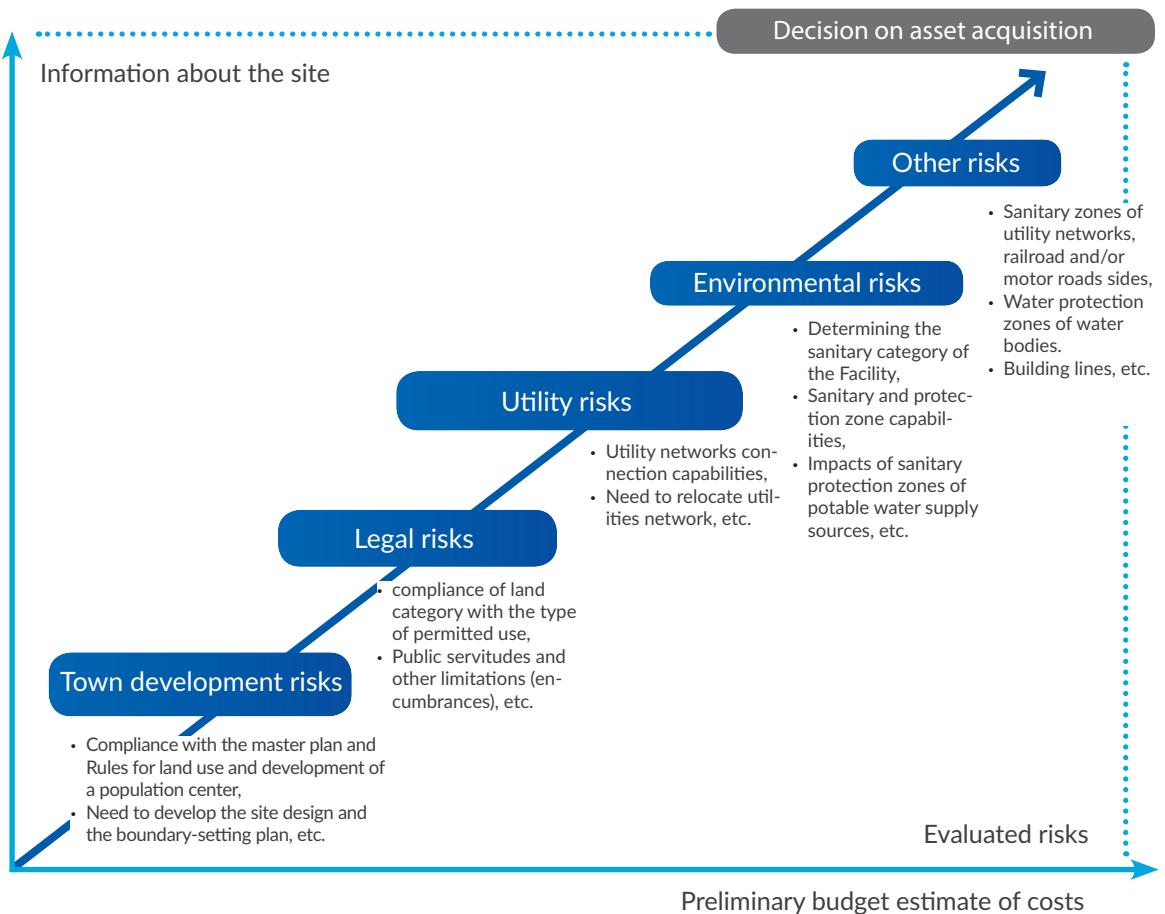 Decision on asset acquisition
Information about the site
Other risks
• Sanitary zones of
utility networks,
railroad and/or
motor roads sides,
• Water protection
zones of water
bodies.
• Building lines, etc.
Environmental risks
• Determining the
sanitary category of
the Facility,
• Sanitary and protec-
tion zone capabil-
ities,
• Impacts of sanitary
protection zones of
potable water supply
sources, etc.
Utility risks
• Utility networks con-
nection capabilities,
• Need to relocate util-
ities network, etc.
Legal risks
• compliance of land
category with the type
of permitted use,
• Public servitudes and
other limitations (en-
cumbrances), etc.
Town development risks
• Compliance with the master plan and
Rules for land use and development of
a population center,
• Need to develop the site design and
the boundary-setting plan, etc.
Evaluated risks
Preliminary budget estimate of costs